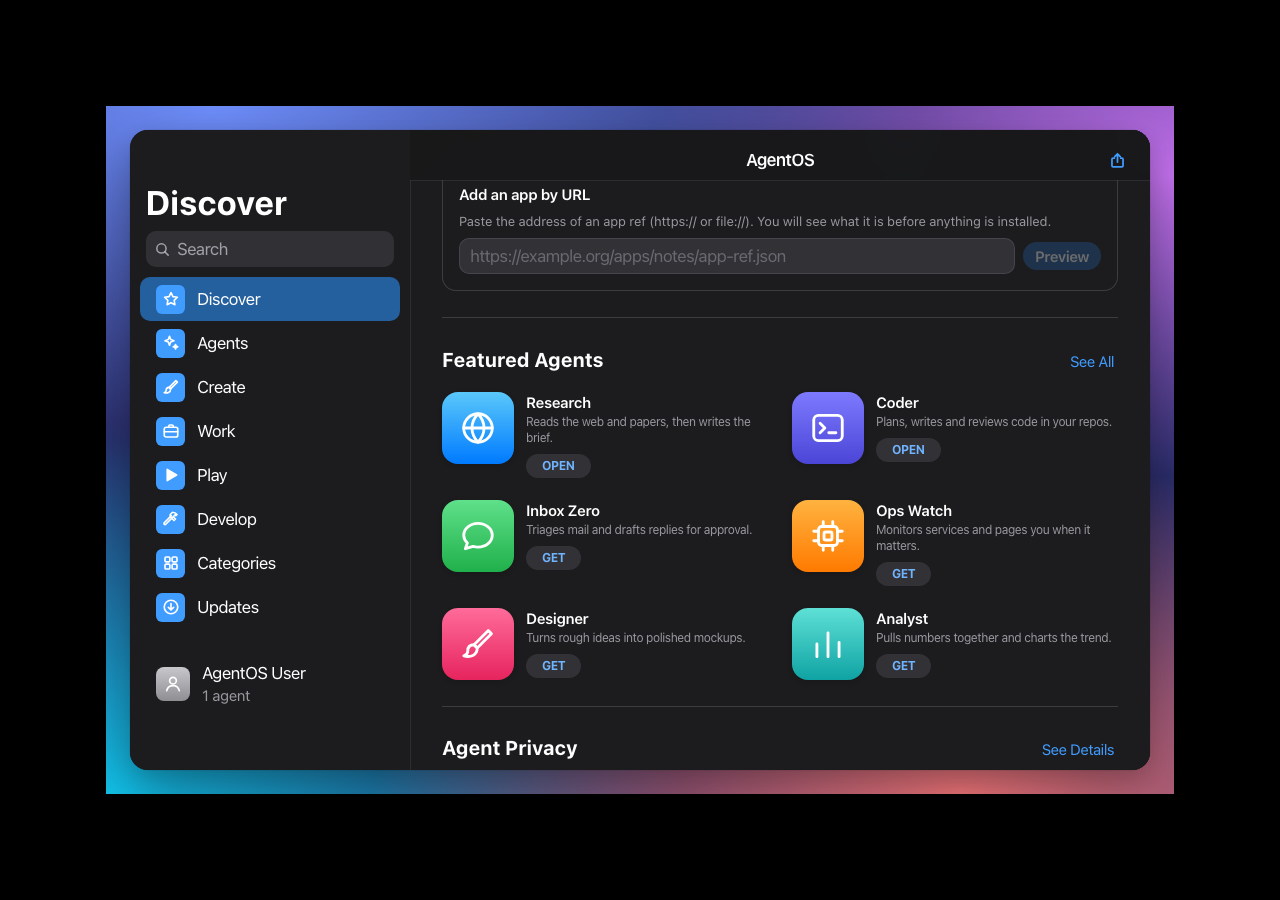 AgentOS
Discover
Search
Discover
Agents
Create
Work
Play
Develop
Categories
Updates
AgentOS User
1 agent
Add an app by URL
Paste the address of an app ref (https:// or file://). You will see what it is before anything is installed.
https://example.org/apps/notes/app-ref.json
Preview
Featured Agents
See All
Research
Reads the web and papers, then writes the
brief.
OPEN
Coder
Plans, writes and reviews code in your repos.
OPEN
Inbox Zero
Triages mail and drafts replies for approval.
GET
Ops Watch
Monitors services and pages you when it
matters.
GET
Designer
Turns rough ideas into polished mockups.
GET
Analyst
Pulls numbers together and charts the trend.
GET
Agent Privacy
See Details